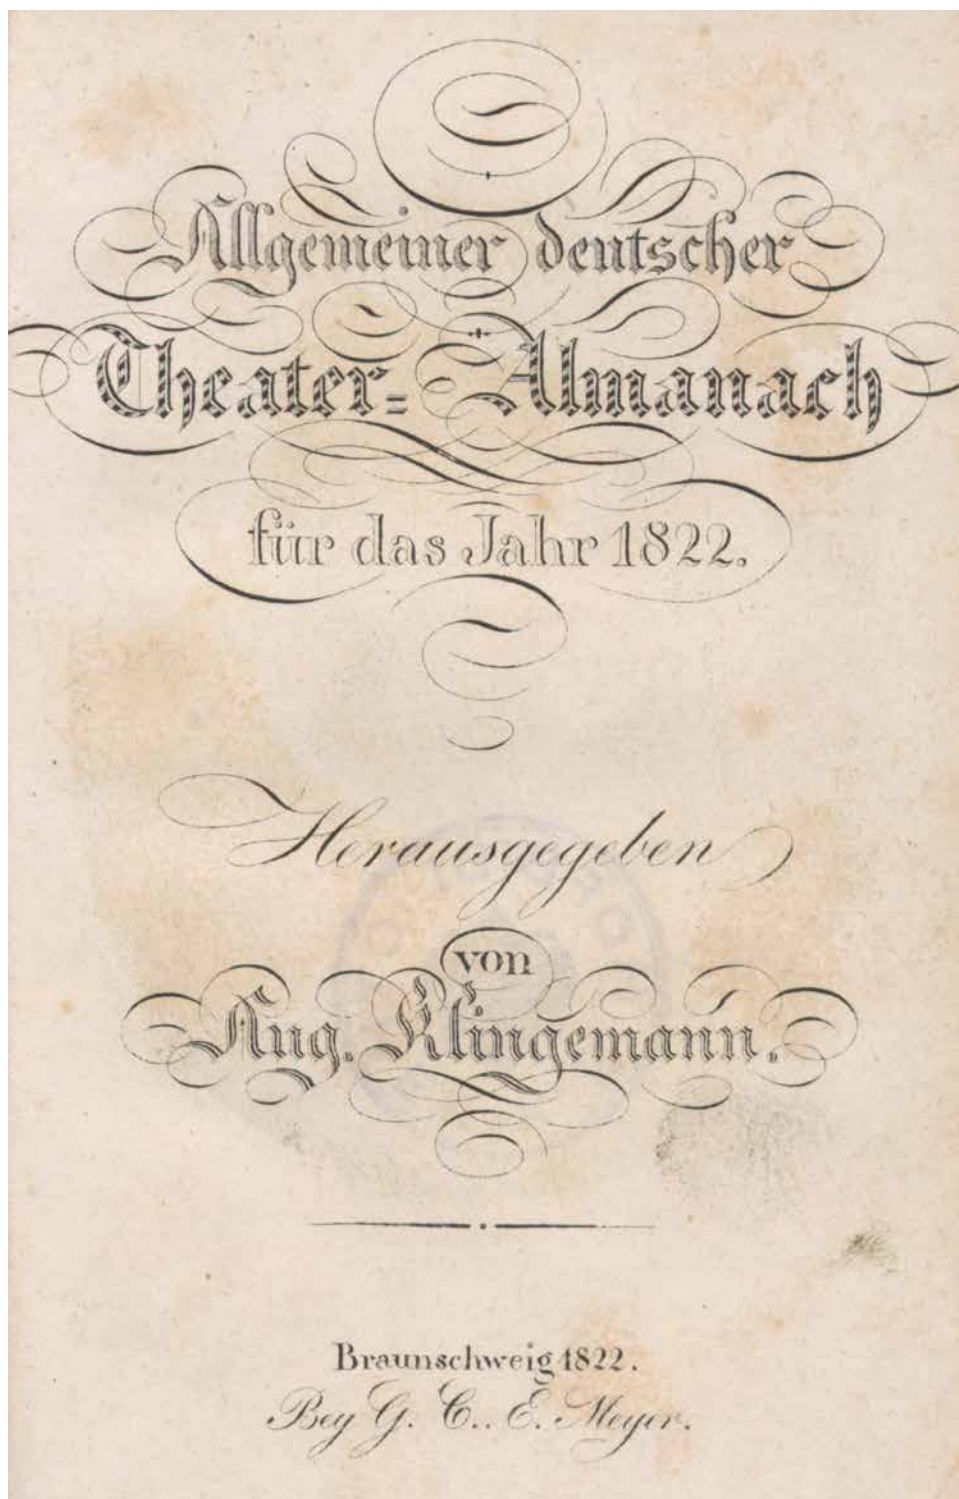 Allgemeiner deutscher
Theater=Almanach
für das Jahr 1822.
Herausgegeben
von
Aug. Klingemann.
Braunschweig 1822.
Bey G. C. E. Meyer.